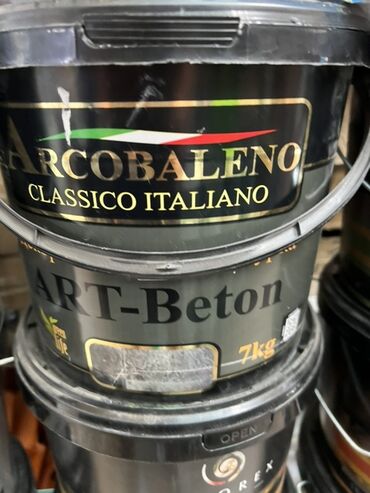 ARCOBALENO
CLASSICO ITALIANO
ART-Beton
7kg
OPEN